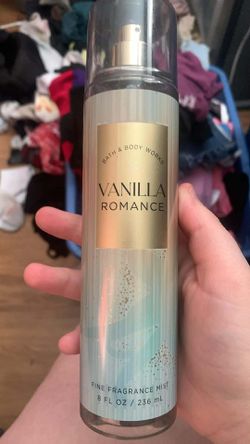 BATH & BODY WORKS
VANILLA
ROMANCE
FINE FRAGRANCE MIST
8 FL OZ / 236 mL